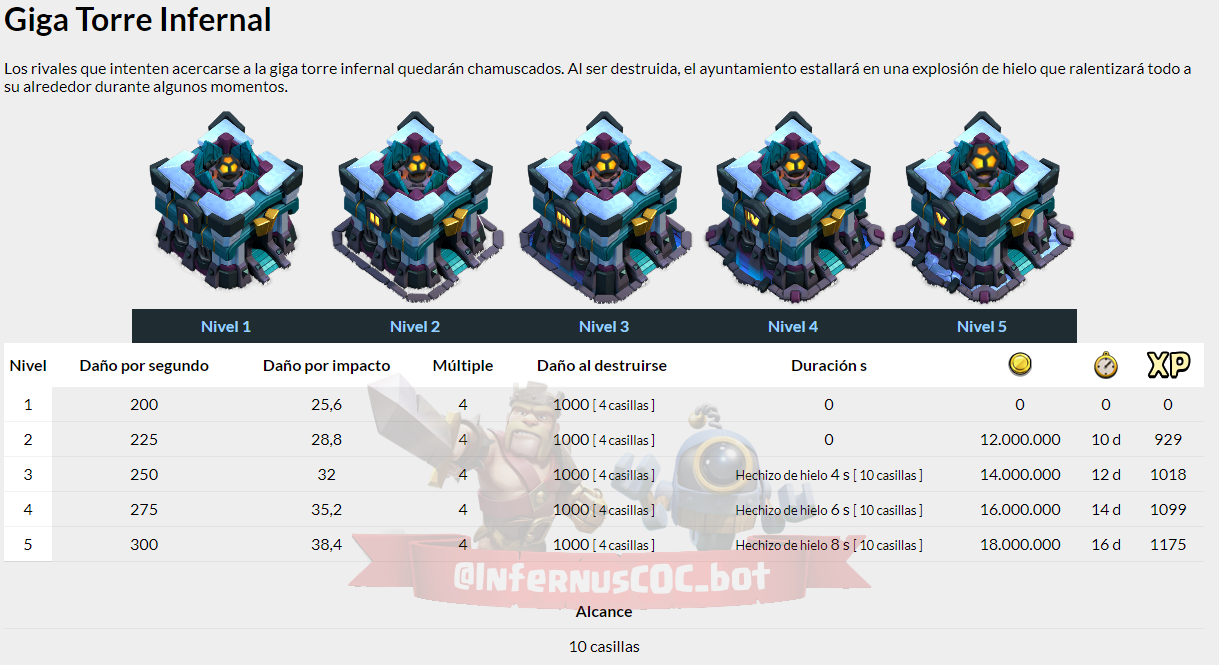 Giga Torre Infernal
Los rivales que intenten acercarse a la giga torre infernal quedarán chamuscados. Al ser destruida, el ayuntamiento estallará en una explosión de hielo que ralentizará todo a
su alrededor durante algunos momentos.
Nivel 1 Nivel 2 Nivel 3 Nivel 4 Nivel 5
Nivel Daño por segundo Daño por impacto Múltiple Daño al destruirse Duración s XP
1 200 25,6 4 1000 [ 4 casillas ] 0 0 0 0
2 225 28,8 4 1000 [ 4 casillas ] 0 12.000.000 10 d 929
3 250 32 4 1000 [ 4 casillas ] Hechizo de hielo 4 s [ 10 casillas ] 14.000.000 12 d 1018
4 275 35,2 4 1000 [ 4 casillas ] Hechizo de hielo 6 s [ 10 casillas ] 16.000.000 14 d 1099
5 300 38,4 4 1000 [ 4 casillas ] Hechizo de hielo 8 s [ 10 casillas ] 18.000.000 16 d 1175
@InfernusCOC_bot
Alcance
10 casillas